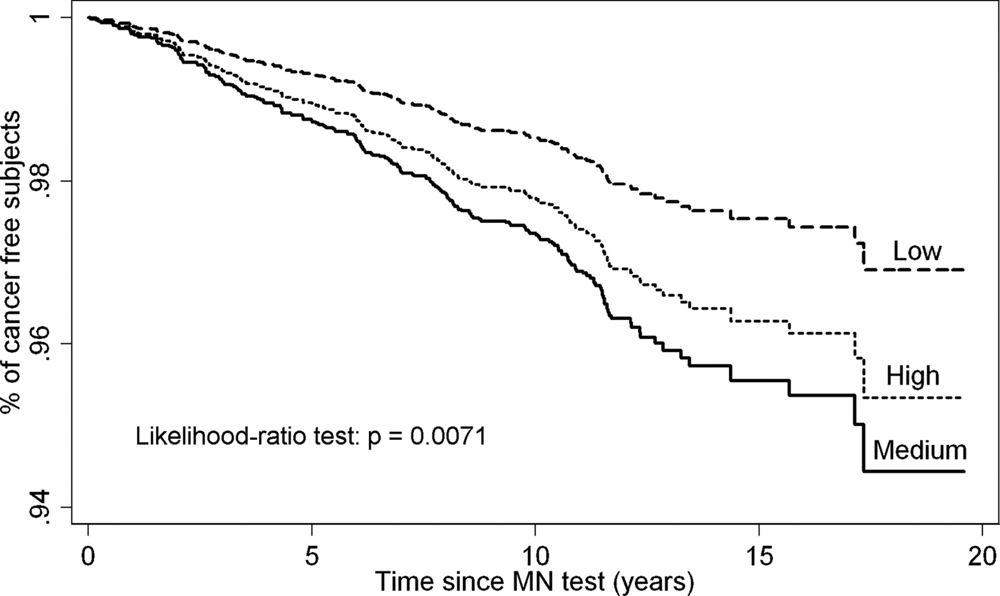 % of cancer free subjects
1
.98
.96
.94
Low
High
Medium
Likelihood-ratio test: p = 0.0071
0 5 10 15 20
Time since MN test (years)